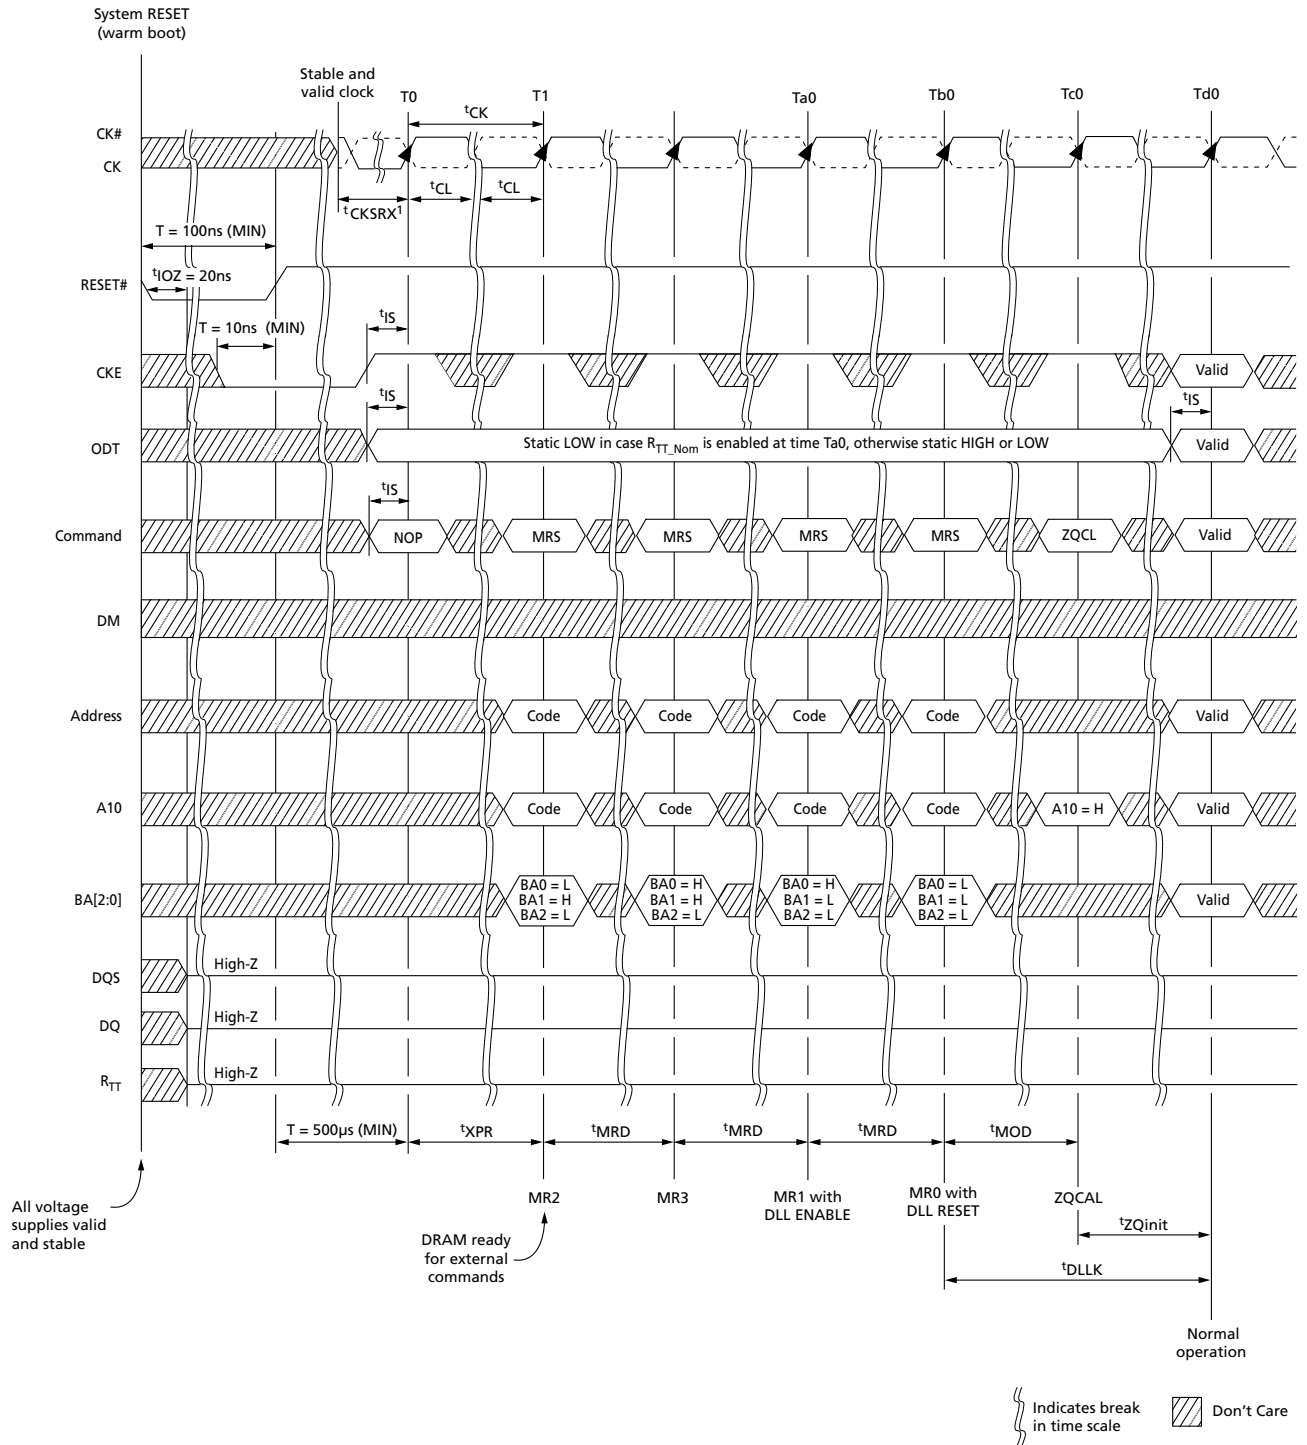 System RESET
(warm boot)
Stable and
valid clock
T0
T1
Ta0
Tb0
Tc0
Td0
tCK
CK#
CK
tCL
tCL
tCKSRX1
T = 100ns (MIN)
tIOZ = 20ns
RESET#
T = 10ns (MIN)
tIS
CKE
Valid
tIS
tIS
ODT
Static LOW in case RTT_Nom is enabled at time Ta0, otherwise static HIGH or LOW
Valid
tIS
Command
NOP
MRS
MRS
MRS
MRS
ZQCL
Valid
DM
Address
Code
Code
Code
Code
Valid
A10
Code
Code
Code
Code
A10 = H
Valid
BA[2:0]
BA0 = L
BA1 = H
BA2 = L
BA0 = H
BA1 = H
BA2 = L
BA0 = H
BA1 = L
BA2 = L
BA0 = L
BA1 = L
BA2 = L
Valid
DQS
High-Z
DQ
High-Z
RTT
High-Z
T = 500µs (MIN)
tXPR
tMRD
tMRD
tMRD
tMOD
All voltage
supplies valid
and stable
MR2
MR3
MR1 with
DLL ENABLE
MR0 with
DLL RESET
ZQCAL
tZQinit
DRAM ready
for external
commands
tDLLK
Normal
operation
Indicates break
in time scale
Don't Care